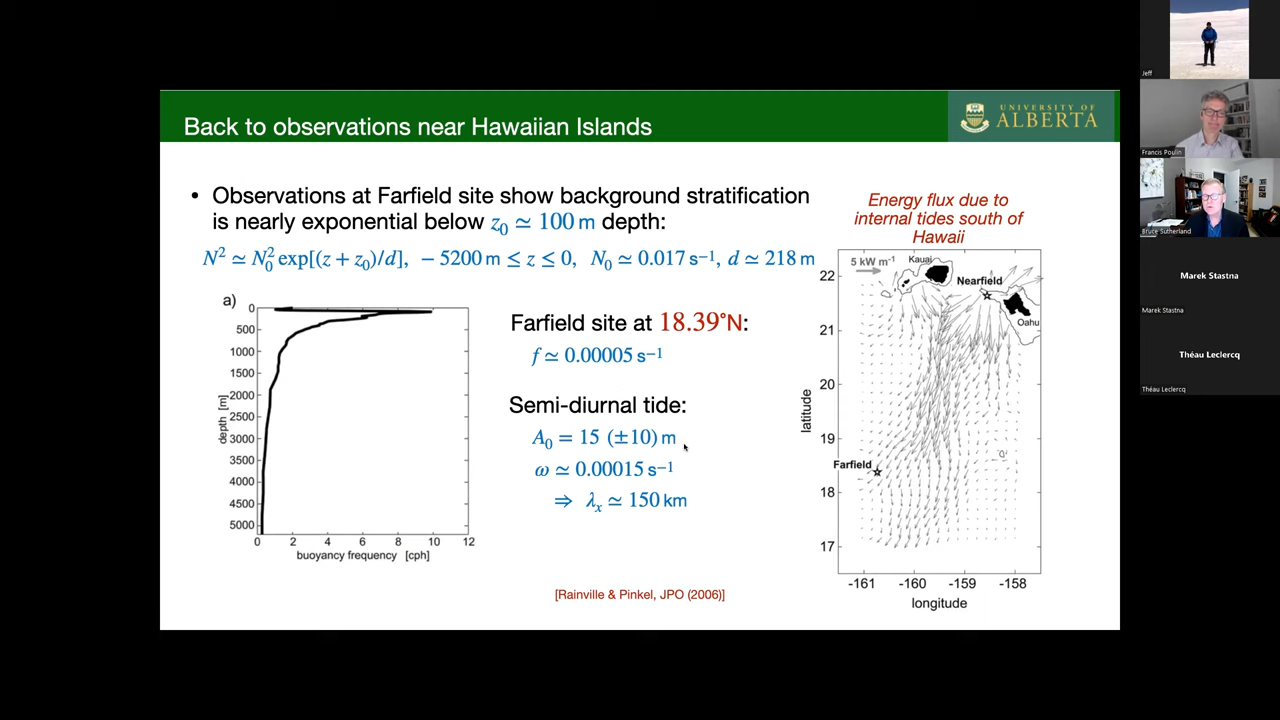 Back to observations near Hawaiian Islands
UNIVERSITY OF
ALBERTA
• Observations at Farfield site show background stratification
is nearly exponential below z₀ ≃ 100 m depth:
N² ≃ N₀² exp[(z + z₀)/d], − 5200 m ≤ z ≤ 0, N₀ ≃ 0.017 s⁻¹, d ≃ 218 m
a)
0
500
1000
1500
2000
2500
3000
3500
4000
4500
5000
depth [m]
0 2 4 6 8 10 12
buoyancy frequency [cph]
Farfield site at 18.39°N:
f ≃ 0.00005 s⁻¹
Semi-diurnal tide:
A₀ = 15 (±10) m
ω ≃ 0.00015 s⁻¹
⇒ λₓ ≃ 150 km
[Rainville & Pinkel, JPO (2006)]
Energy flux due to
internal tides south of
Hawaii
5 kW m⁻¹
Kauai
Nearfield
Oahu
Farfield
22
21
20
19
18
17
latitude
-161 -160 -159 -158
longitude
Jeff
Francis Poulin
Bruce Sutherland
Marek Stastna
Marek Stastna
Théau Leclercq
Théau Leclercq